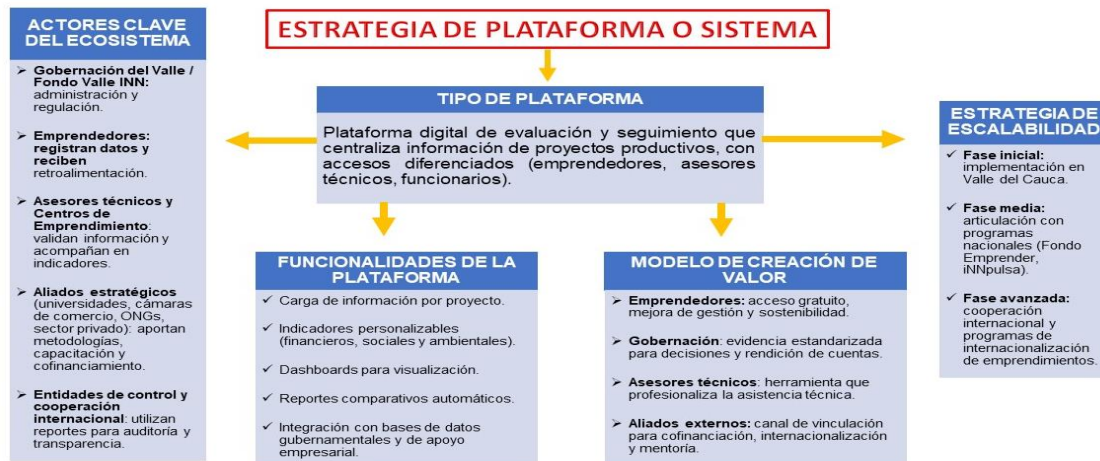 ESTRATEGIA DE PLATAFORMA O SISTEMA
ACTORES CLAVE
DEL ECOSISTEMA
➢ Gobernación del Valle /
Fondo Valle INN:
administración y
regulación.
➢ Emprendedores:
registran datos y
reciben
retroalimentación.
➢ Asesores técnicos y
Centros de
Emprendimiento:
validan información y
acompañan en
indicadores.
➢ Aliados estratégicos
(universidades, cámaras
de comercio, ONGs,
sector privado): aportan
metodologías,
capacitación y
cofinanciamiento.
➢ Entidades de control y
cooperación
internacional: utilizan
reportes para auditoría y
transparencia.
TIPO DE PLATAFORMA
Plataforma digital de evaluación y seguimiento que
centraliza información de proyectos productivos, con
accesos diferenciados (emprendedores, asesores
técnicos, funcionarios).
FUNCIONALIDADES DE LA
PLATAFORMA
✓ Carga de información por proyecto.
✓ Indicadores personalizables
(financieros, sociales y ambientales).
✓ Dashboards para visualización.
✓ Reportes comparativos automáticos.
✓ Integración con bases de datos
gubernamentales y de apoyo
empresarial.
MODELO DE CREACIÓN DE
VALOR
➢ Emprendedores: acceso gratuito,
mejora de gestión y sostenibilidad.
➢ Gobernación: evidencia estandarizada
para decisiones y rendición de cuentas.
➢ Asesores técnicos: herramienta que
profesionaliza la asistencia técnica.
➢ Aliados externos: canal de vinculación
para cofinanciación, internacionalización
y mentoría.
ESTRATEGIA DE
ESCALABILIDAD
✓ Fase inicial:
implementación en
Valle del Cauca.
✓ Fase media:
articulación con
programas
nacionales (Fondo
Emprender,
iNNpulsa).
✓ Fase avanzada:
cooperación
internacional y
programas de
internacionalización
de emprendimientos.